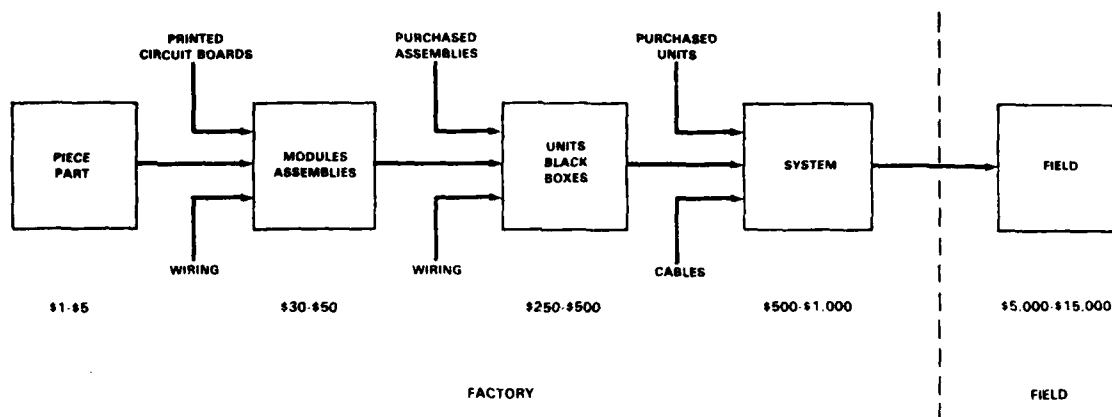 PRINTED
CIRCUIT BOARDS
PURCHASED
ASSEMBLIES
PURCHASED
UNITS
PIECE
PART
MODULES
ASSEMBLIES
UNITS
BLACK
BOXES
SYSTEM
FIELD
WIRING
WIRING
CABLES
$1-$5
$30-$50
$250-$500
$500-$1.000
$5.000-$15.000
FACTORY
FIELD